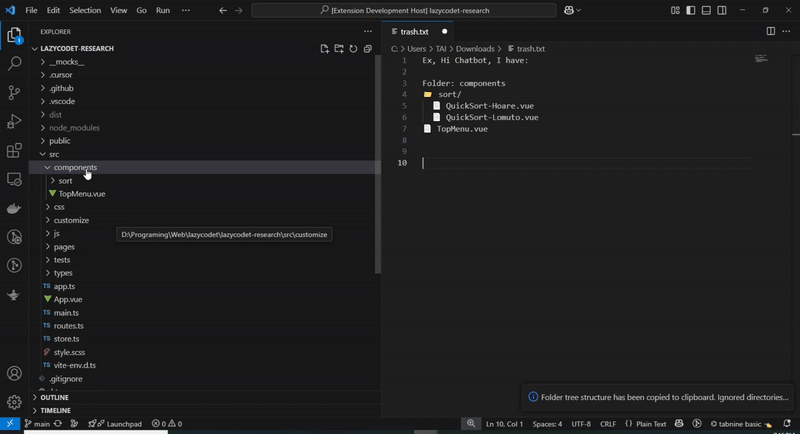 File Edit Selection View Go Run ··· [Extension Development Host] lazycodet-research
EXPLORER ···
LAZYCODET-RESEARCH
__mocks__
.cursor
.github
.vscode
dist
node_modules
public
src
components
sort
TopMenu.vue
css
customize
js
D:\Programing\Web\lazycodet\lazycodet-research\src\customize
pages
tests
types
TS app.ts
App.vue
TS main.ts
TS routes.ts
TS store.ts
style.scss
TS vite-env.d.ts
.gitignore
OUTLINE
TIMELINE
1
trash.txt
C: > Users > TAI > Downloads > trash.txt
1 Ex, Hi Chatbot, I have:
2
3 Folder: components
4 sort/
5 QuickSort-Hoare.vue
6 QuickSort-Lomuto.vue
7 TopMenu.vue
8
9
10
Folder tree structure has been copied to clipboard. Ignored directories...
main Launchpad 0 0 Ln 10, Col 1 Spaces: 4 UTF-8 CRLF {} Plain Text tabnine basic